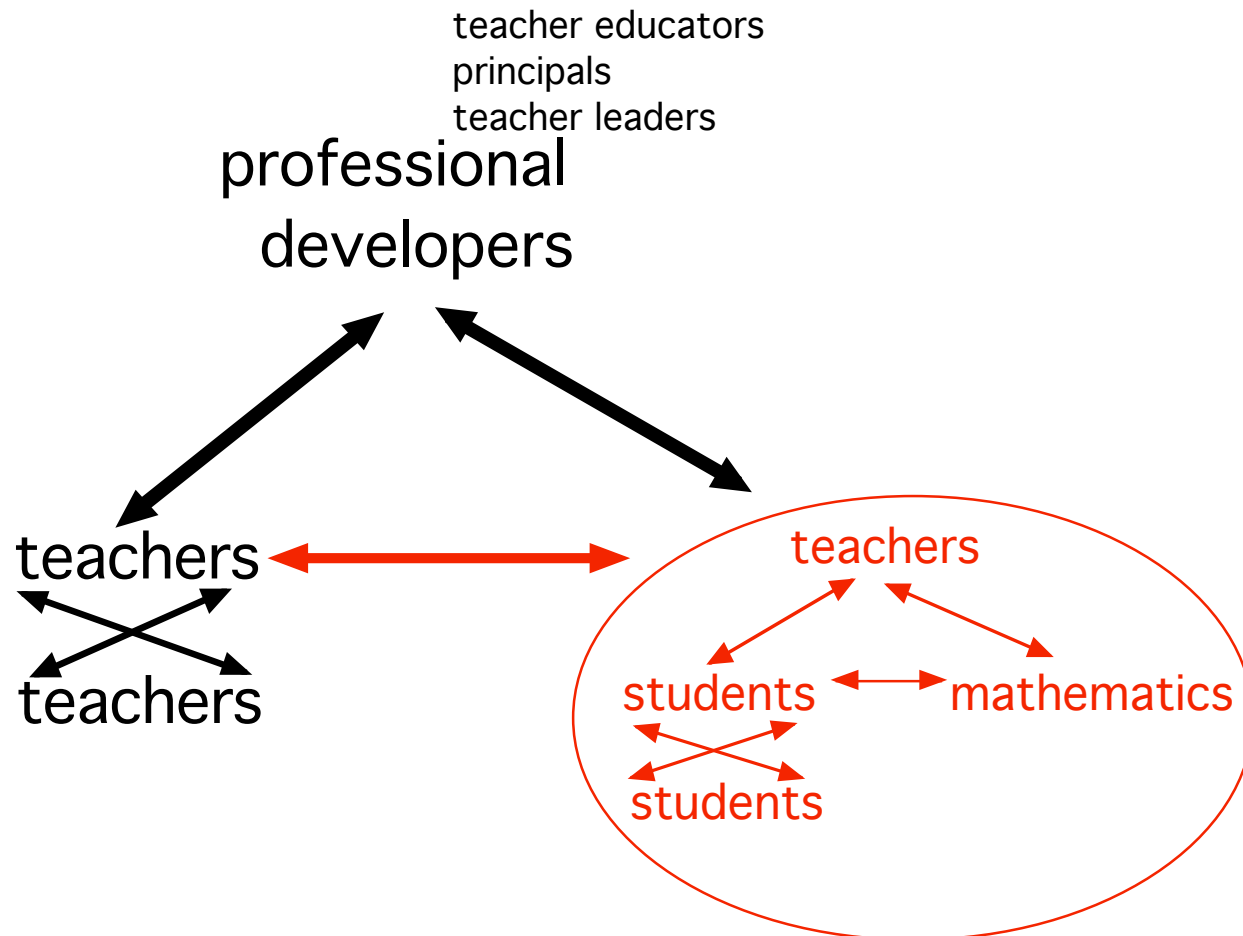 teacher educators
principals
teacher leaders
professional
developers
teachers
teachers
teachers
students
mathematics
students